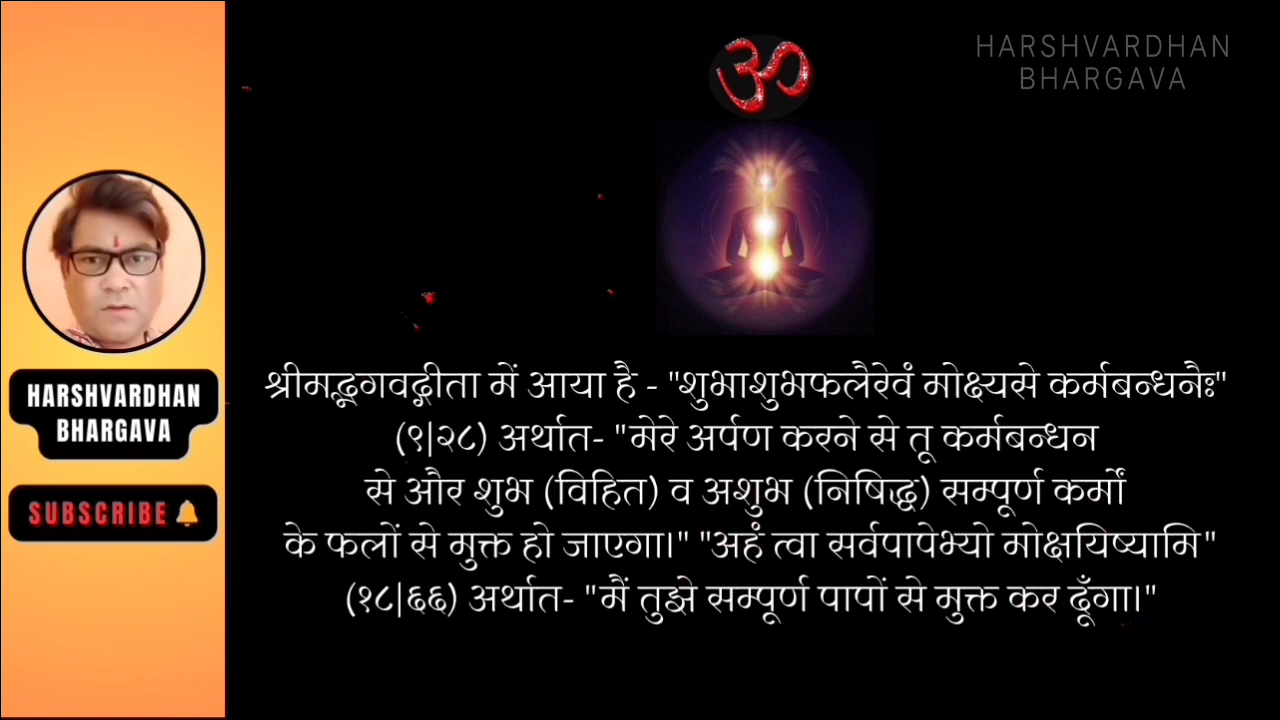 HARSHVARDHAN
BHARGAVA
ॐ
HARSHVARDHAN
BHARGAVA
SUBSCRIBE
श्रीमद्भगवद्गीता में आया है - "शुभाशुभफलैरेवं मोक्ष्यसे कर्मबन्धनैः"
(९|२८) अर्थात- "मेरे अर्पण करने से तू कर्मबन्धन
से और शुभ (विहित) व अशुभ (निषिद्ध) सम्पूर्ण कर्मों
के फलों से मुक्त हो जाएगा।" "अहं त्वा सर्वपापेभ्यो मोक्षयिष्यामि"
(१८|६६) अर्थात- "मैं तुझे सम्पूर्ण पापों से मुक्त कर दूँगा।"